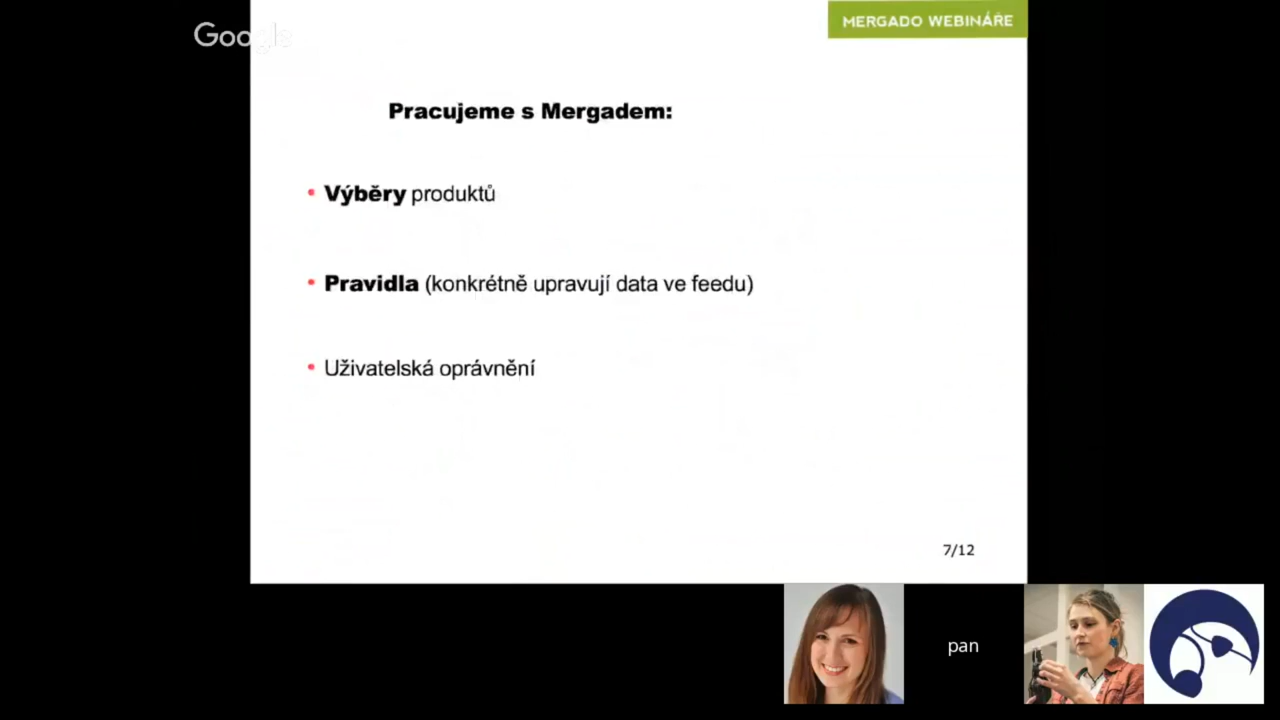 Google
MERGADO WEBINÁŘE
Pracujeme s Mergadem:
• Výběry produktů
• Pravidla (konkrétně upravují data ve feedu)
• Uživatelská oprávnění
7/12
pan